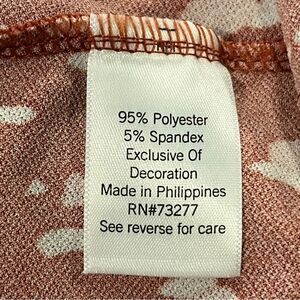 95% Polyester
5% Spandex
Exclusive Of
Decoration
Made in Philippines
RN#73277
See reverse for care